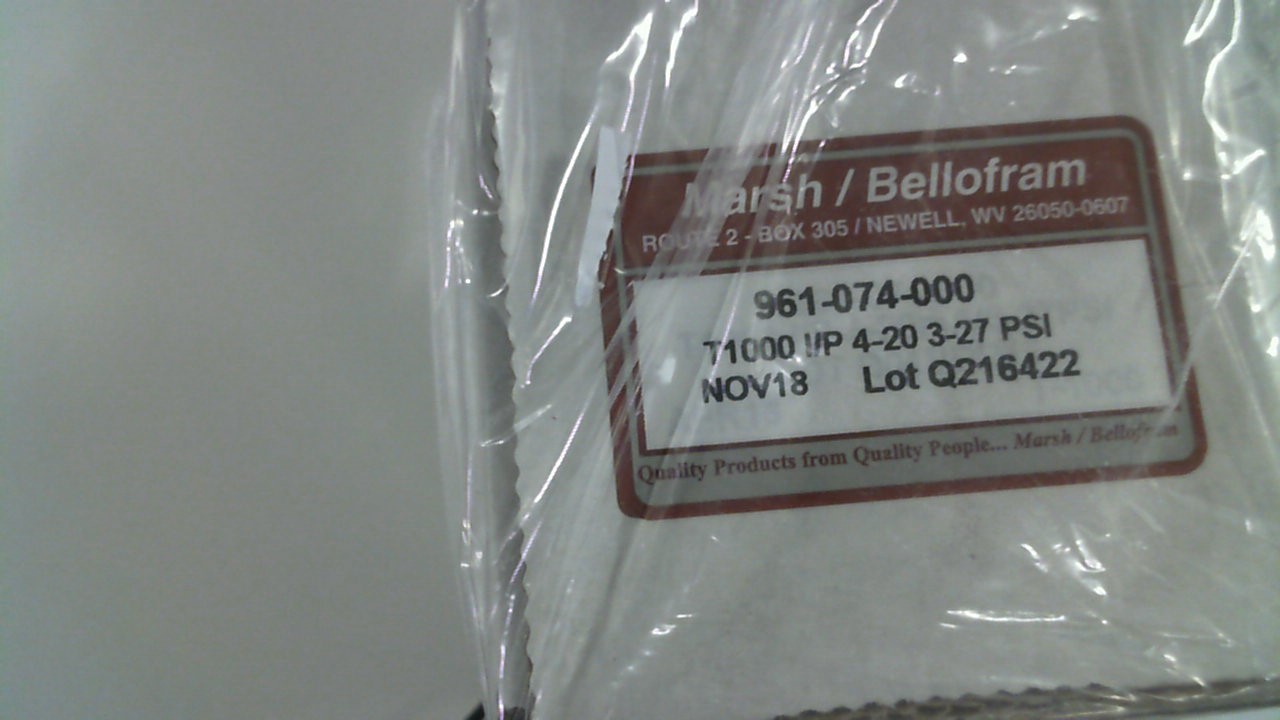 Marsh / Bellofram
ROUTE 2 - BOX 305 / NEWELL, WV 26050-0607
961-074-000
T1000 I/P 4-20 3-27 PSI
NOV18 Lot Q216422
Quality Products from Quality People... Marsh / Bellofram